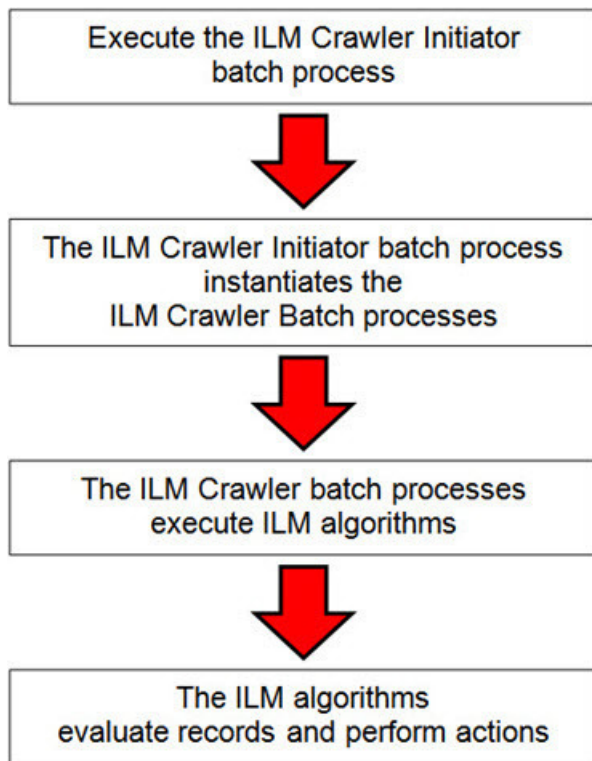 Execute the ILM Crawler Initiator
batch process
The ILM Crawler Initiator batch process
instantiates the
ILM Crawler Batch processes
The ILM Crawler batch processes
execute ILM algorithms
The ILM algorithms
evaluate records and perform actions